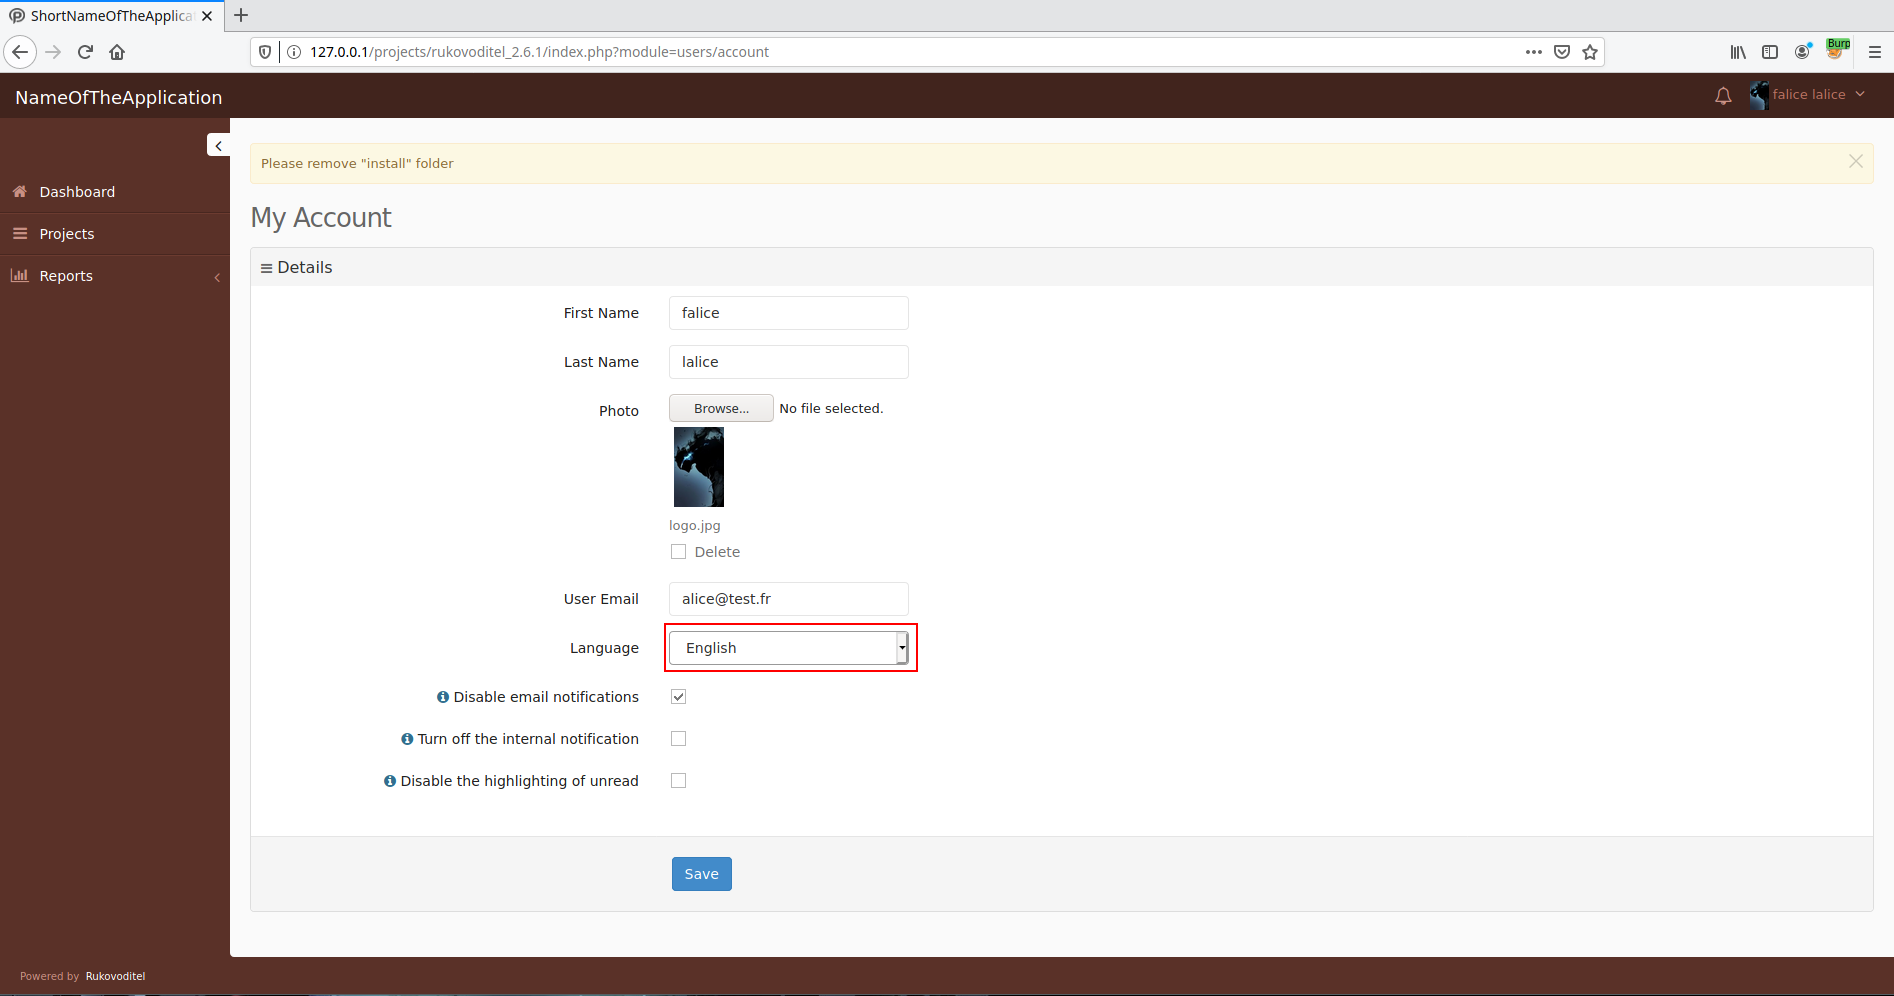 ShortNameOfTheApplica
127.0.0.1/projects/rukovoditel_2.6.1/index.php?module=users/account
Burp
NameOfTheApplication
falice lalice
Please remove "install" folder
Dashboard
Projects
Reports
My Account
Details
First Name
falice
Last Name
lalice
Photo
Browse... No file selected.
logo.jpg
Delete
User Email
alice@test.fr
Language
English
Disable email notifications
Turn off the internal notification
Disable the highlighting of unread
Save
Powered by Rukovoditel